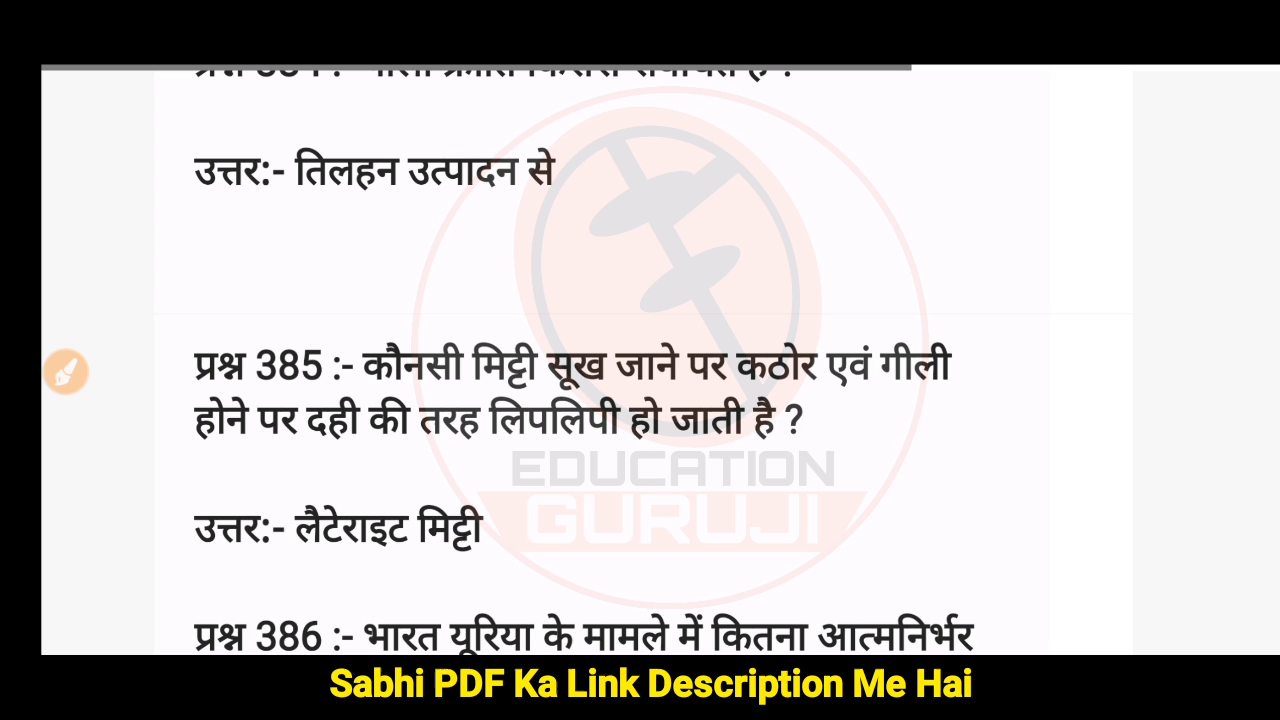 उत्तर:- तिलहन उत्पादन से
प्रश्न 385 :- कौनसी मिट्टी सूख जाने पर कठोर एवं गीली
होने पर दही की तरह लिपलिपी हो जाती है ?
EDUCATION
GURUJI
उत्तर:- लैटेराइट मिट्टी
प्रश्न 386 :- भारत यूरिया के मामले में कितना आत्मनिर्भर
Sabhi PDF Ka Link Description Me Hai